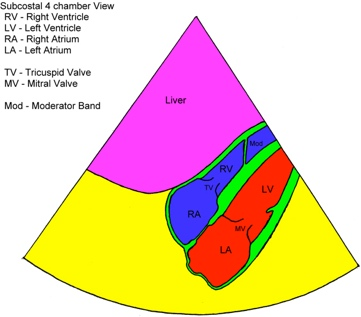 Subcostal 4 chamber View
RV - Right Ventricle
LV - Left Ventricle
RA - Right Atrium
LA - Left Atrium
TV - Tricuspid Valve
MV - Mitral Valve
Mod - Moderator Band
Liver
Mod
RV
TV
LV
RA
MV
LA